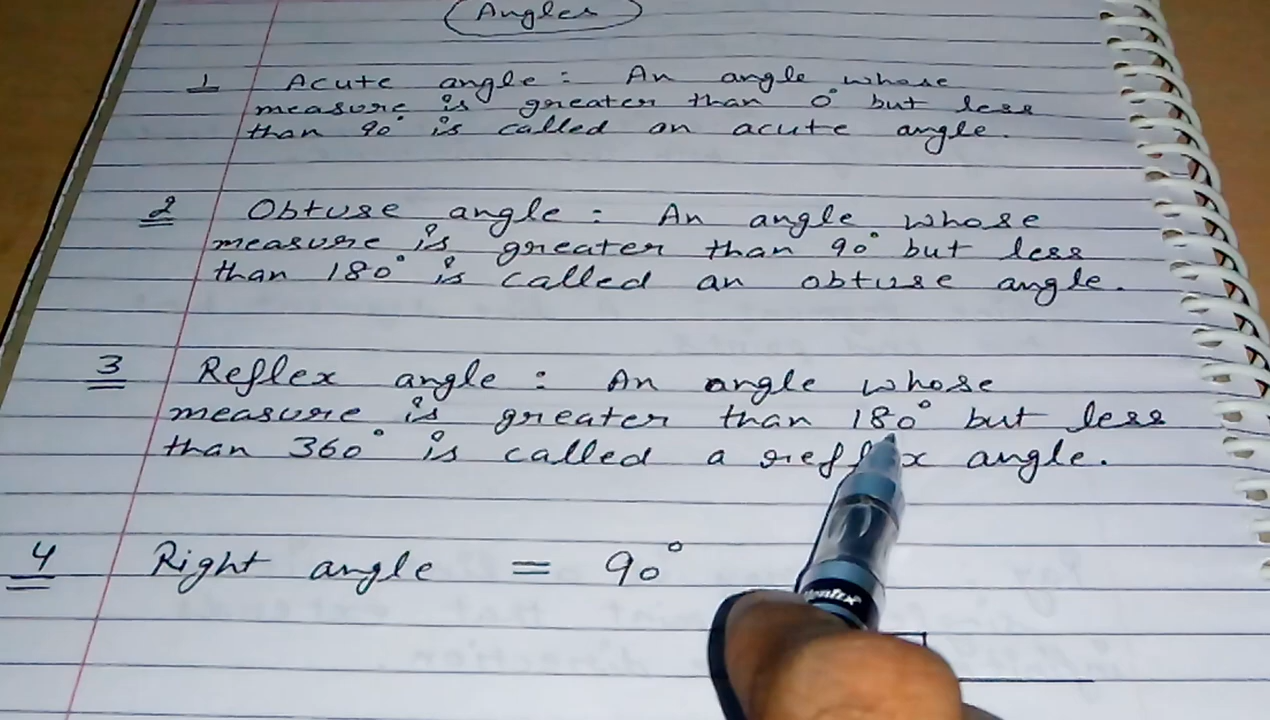 Angles
1 Acute angle : An angle whose
measure is greater than 0° but less
than 90° is called an acute angle.
2 Obtuse angle : An angle whose
measure is greater than 90° but less
than 180° is called an obtuse angle.
3 Reflex angle : An angle whose
measure is greater than 180° but less
than 360° is called a reflex angle.
4 Right angle = 90°